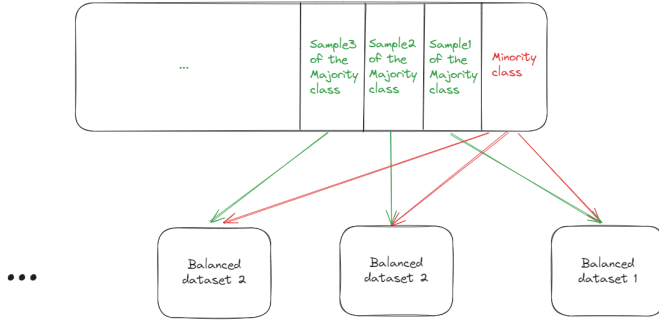 ...
Sample3
of the
Majority
class
Sample2
of the
Majority
class
Sample1
of the
Majority
class
Minority
class
...
Balanced
dataset 2
Balanced
dataset 2
Balanced
dataset 1